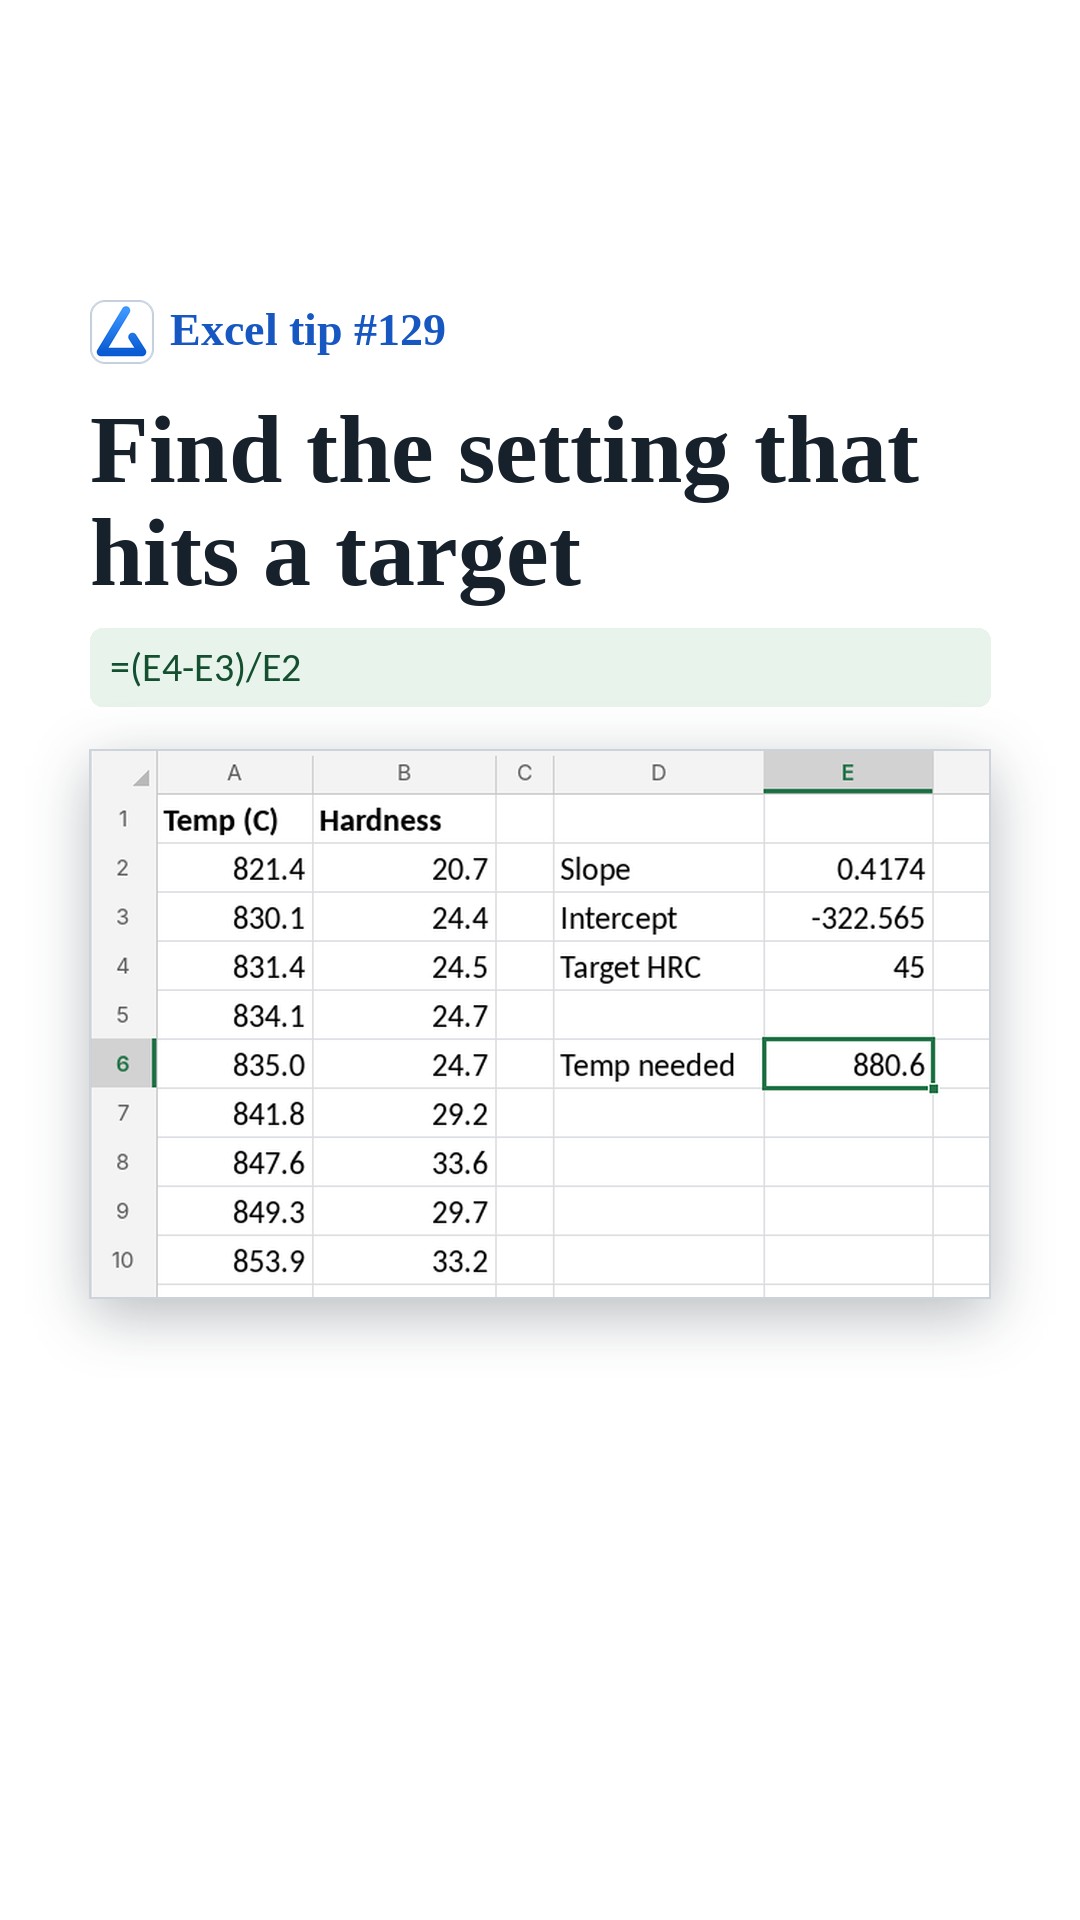 Excel tip #129
Find the setting that
hits a target
=(E4-E3)/E2
A B C D E
1 Temp (C) Hardness
2 821.4 20.7 Slope 0.4174
3 830.1 24.4 Intercept -322.565
4 831.4 24.5 Target HRC 45
5 834.1 24.7
6 835.0 24.7 Temp needed 880.6
7 841.8 29.2
8 847.6 33.6
9 849.3 29.7
10 853.9 33.2